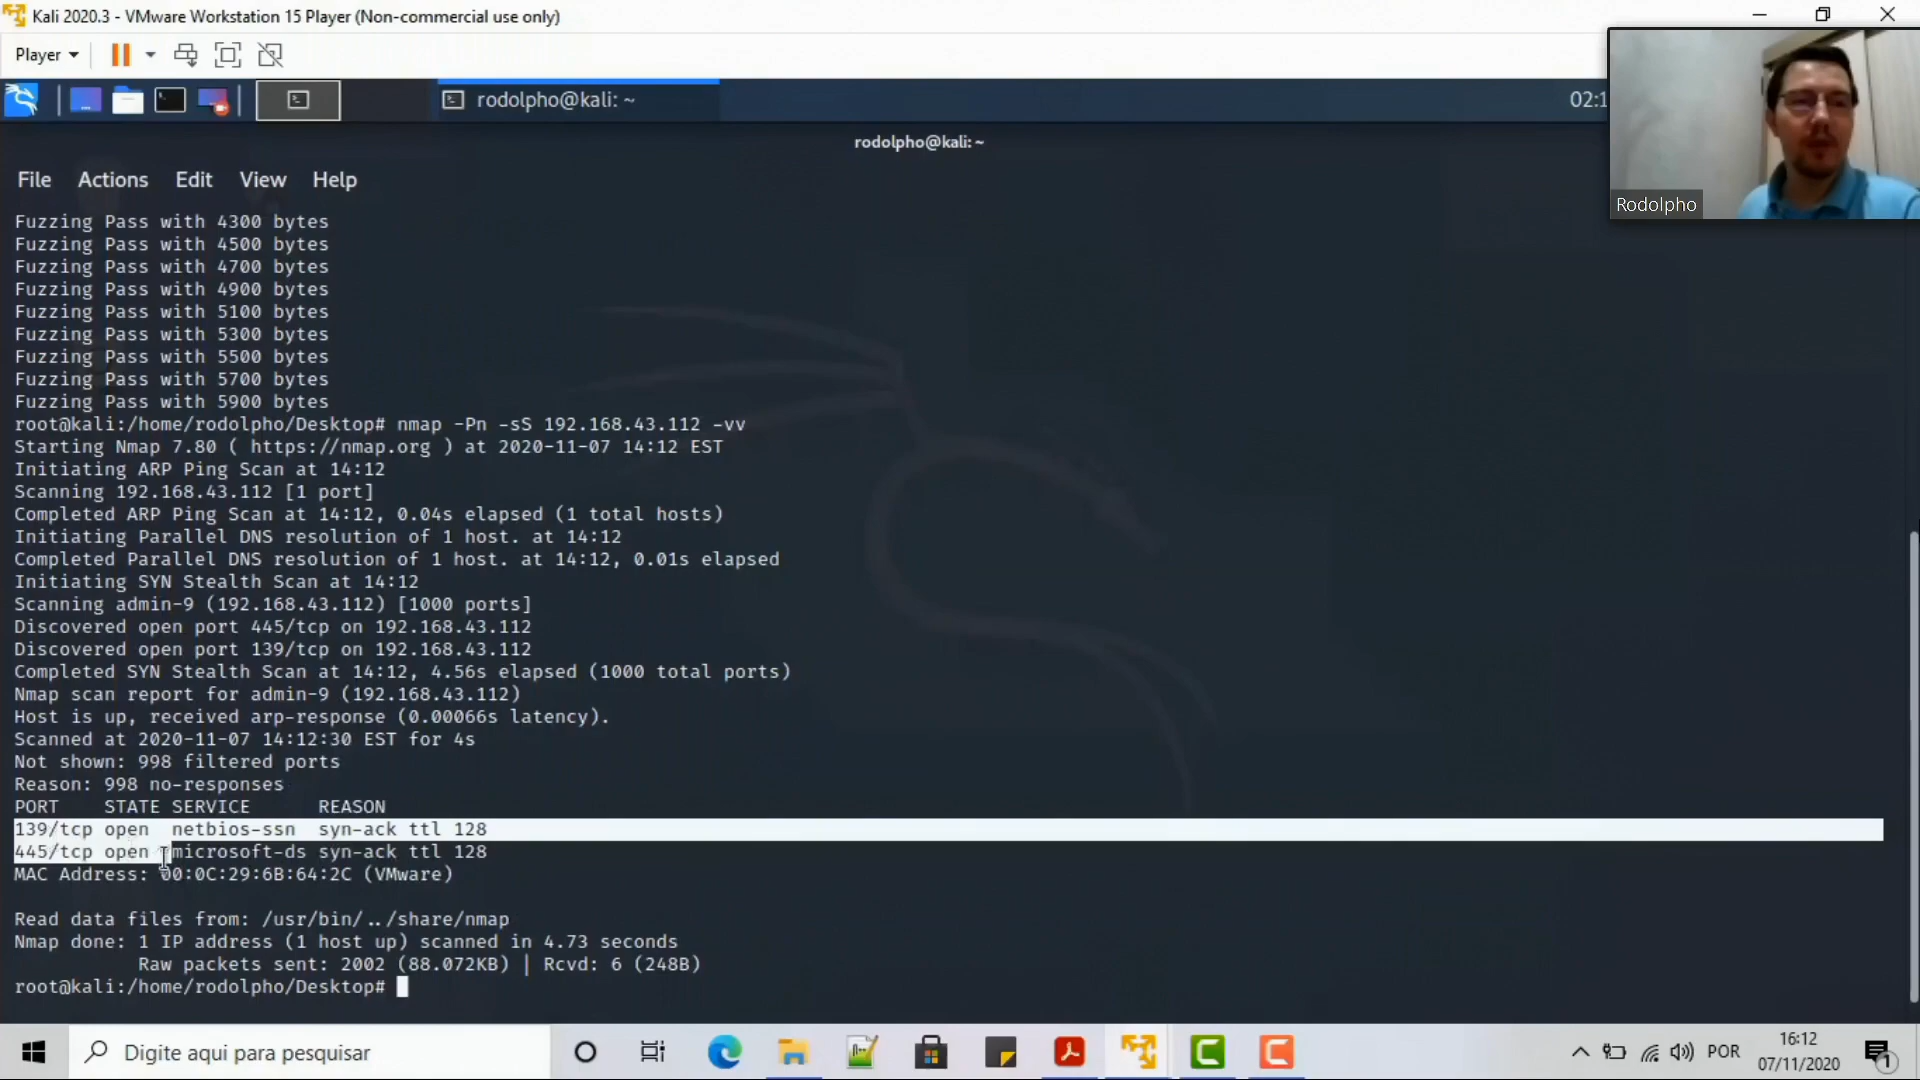 Kali 2020.3 - VMware Workstation 15 Player (Non-commercial use only)
Player
rodolpho@kali: ~
02:1
rodolpho@kali: ~
Rodolpho
File Actions Edit View Help
Fuzzing Pass with 4300 bytes
Fuzzing Pass with 4500 bytes
Fuzzing Pass with 4700 bytes
Fuzzing Pass with 4900 bytes
Fuzzing Pass with 5100 bytes
Fuzzing Pass with 5300 bytes
Fuzzing Pass with 5500 bytes
Fuzzing Pass with 5700 bytes
Fuzzing Pass with 5900 bytes
root@kali:/home/rodolpho/Desktop# nmap -Pn -sS 192.168.43.112 -vv
Starting Nmap 7.80 ( https://nmap.org ) at 2020-11-07 14:12 EST
Initiating ARP Ping Scan at 14:12
Scanning 192.168.43.112 [1 port]
Completed ARP Ping Scan at 14:12, 0.04s elapsed (1 total hosts)
Initiating Parallel DNS resolution of 1 host. at 14:12
Completed Parallel DNS resolution of 1 host. at 14:12, 0.01s elapsed
Initiating SYN Stealth Scan at 14:12
Scanning admin-9 (192.168.43.112) [1000 ports]
Discovered open port 445/tcp on 192.168.43.112
Discovered open port 139/tcp on 192.168.43.112
Completed SYN Stealth Scan at 14:12, 4.56s elapsed (1000 total ports)
Nmap scan report for admin-9 (192.168.43.112)
Host is up, received arp-response (0.00066s latency).
Scanned at 2020-11-07 14:12:30 EST for 4s
Not shown: 998 filtered ports
Reason: 998 no-responses
PORT STATE SERVICE REASON
139/tcp open netbios-ssn syn-ack ttl 128
445/tcp open microsoft-ds syn-ack ttl 128
MAC Address: 00:0C:29:6B:64:2C (VMware)
Read data files from: /usr/bin/../share/nmap
Nmap done: 1 IP address (1 host up) scanned in 4.73 seconds
Raw packets sent: 2002 (88.072KB) | Rcvd: 6 (248B)
root@kali:/home/rodolpho/Desktop#
Digite aqui para pesquisar
POR
16:12
07/11/2020
1